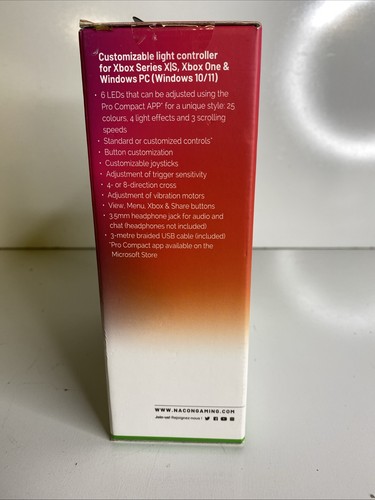 Customizable light controller
for Xbox Series X|S, Xbox One &
Windows PC (Windows 10/11)
• 6 LEDs that can be adjusted using the
Pro Compact APP* for a unique style: 25
colours, 4 light effects and 3 scrolling
speeds
• Standard or customized controls*
• Button customization
• Customizable joysticks
• Adjustment of trigger sensitivity
• 4- or 8-direction cross
• Adjustment of vibration motors
• View, Menu, Xbox & Share buttons
• 3.5mm headphone jack for audio and
chat (headphones not included)
• 3-metre braided USB cable (included)
*Pro Compact app available on the
Microsoft Store
WWW.NACONGAMING.COM
Join us! Rejoignez-nous !